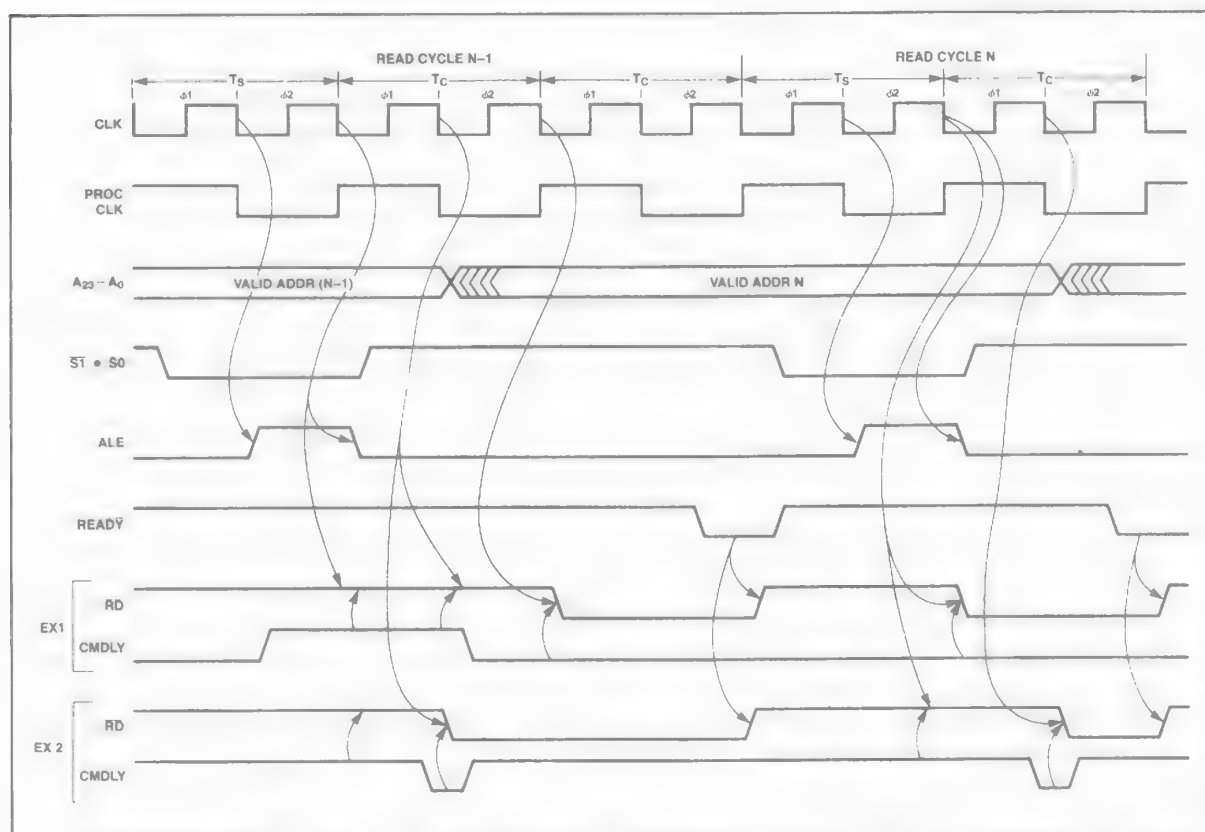 READ CYCLE N–1 READ CYCLE N
TS TC TC TS TC
ϕ1 ϕ2 ϕ1 ϕ2 ϕ1 ϕ2 ϕ1 ϕ2 ϕ1 ϕ2
CLK
PROC
CLK
A23 – A0 VALID ADDR (N–1) VALID ADDR N
S1 • S0
ALE
READY
EX1
RD
CMDLY
EX 2
RD
CMDLY